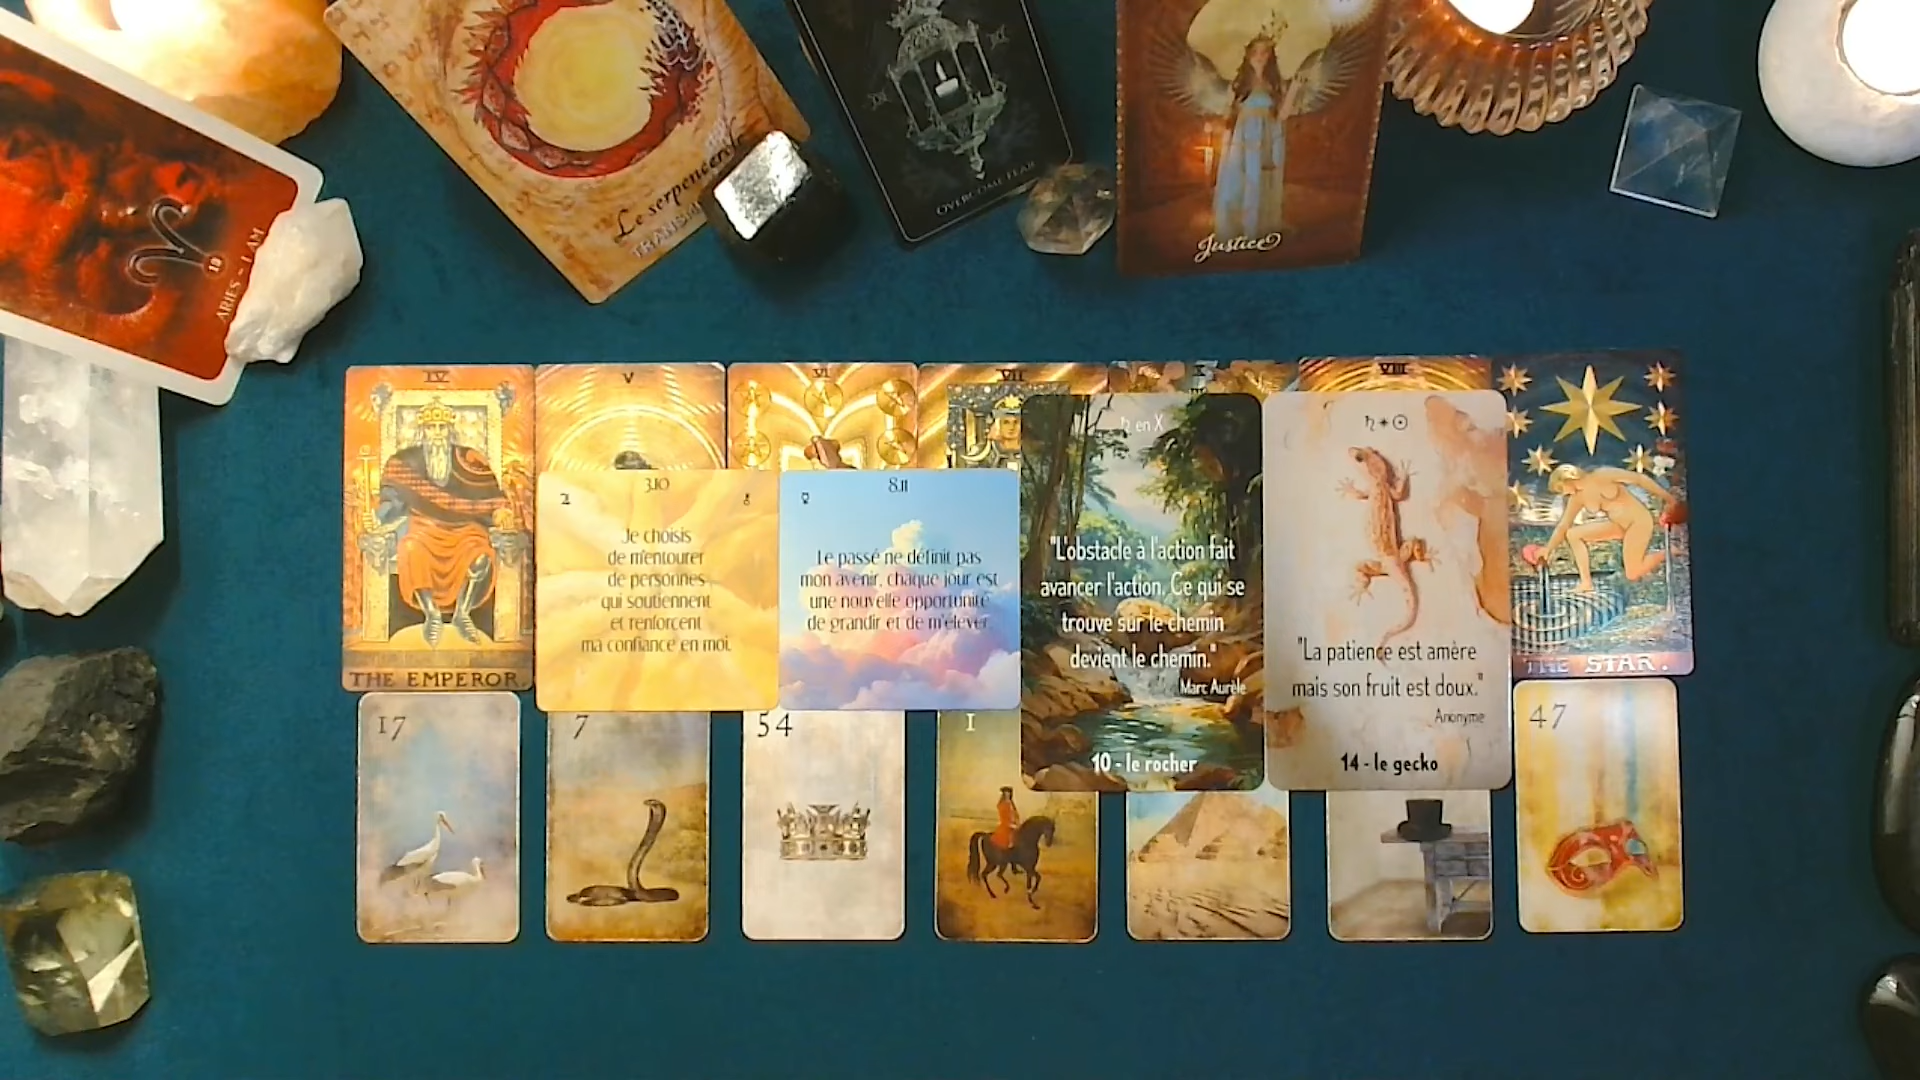 Le serpencercle
OVERCOME FEAR
Justice
ARIES - I AM
10
IV
V
VI
VII
X
VIII
THE EMPEROR.
3.10
Je choisis
de m'entourer
de personnes
qui soutiennent
et renforcent
ma confiance en moi.
8.11
Le passé ne définit pas
mon avenir, chaque jour est
une nouvelle opportunité
de grandir et de m'élever.
♄ en X
"L'obstacle à l'action fait
avancer l'action. Ce qui se
trouve sur le chemin
devient le chemin."
Marc Aurèle
10 - le rocher
"La patience est amère
mais son fruit est doux."
Anonyme
14 - le gecko
THE STAR.
17
7
54
1
47